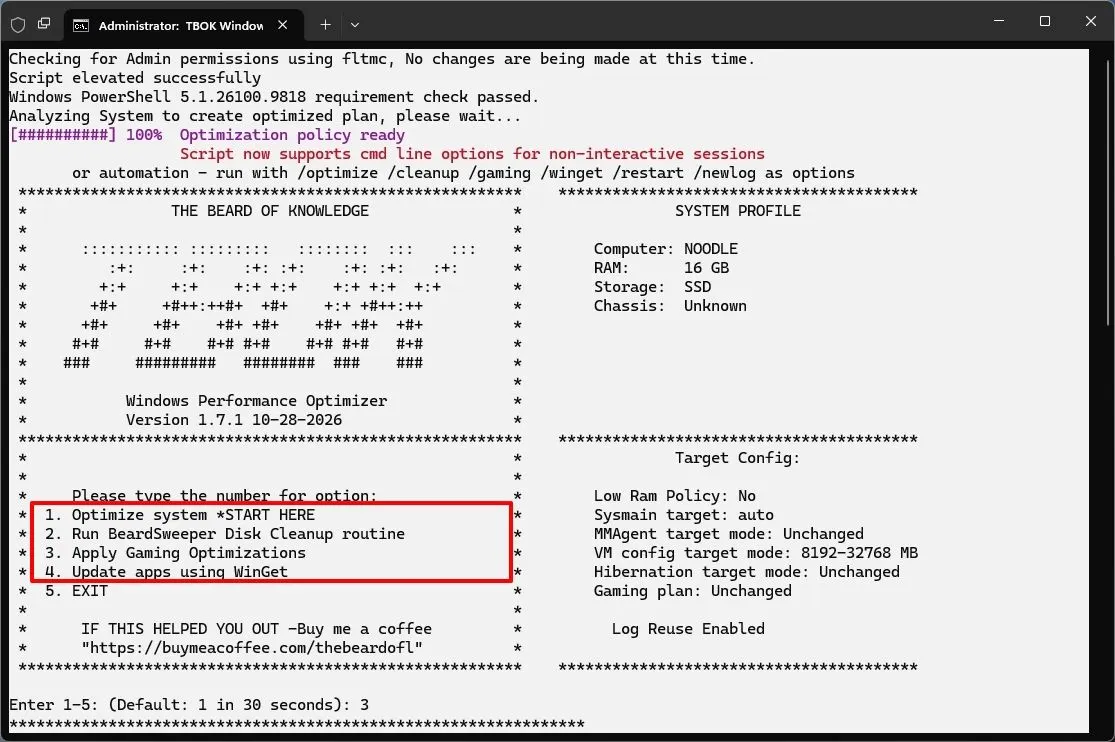 Administrator: TBOK Window
Checking for Admin permissions using fltmc, No changes are being made at this time.
Script elevated successfully
Windows PowerShell 5.1.26100.9818 requirement check passed.
Analyzing System to create optimized plan, please wait...
[##########] 100%  Optimization policy ready
Script now supports cmd line options for non-interactive sessions
or automation - run with /optimize /cleanup /gaming /winget /restart /newlog as options
********************************************************    ****************************************
*                THE BEARD OF KNOWLEDGE                *                 SYSTEM PROFILE
*                                                      *
*      ::::::::::: :::::::::   ::::::::  :::    :::    *        Computer: NOODLE
*         :+:     :+:    :+: :+:    :+: :+:   :+:      *        RAM:      16 GB
*        +:+     +:+    +:+ +:+    +:+ +:+  +:+        *        Storage:  SSD
*       +#+     +#++:++#+  +#+    +:+ +#++:++          *        Chassis:  Unknown
*      +#+     +#+    +#+ +#+    +#+ +#+  +#+          *
*     #+#     #+#    #+# #+#    #+# #+#   #+#          *
*    ###     #########   ########  ###    ###          *
*                                                      *
*           Windows Performance Optimizer              *
*           Version 1.7.1 10-28-2026                   *
********************************************************    ****************************************
*                                                      *                 Target Config:
*                                                      *
*     Please type the number for option:               *        Low Ram Policy: No
*  1. Optimize system *START HERE                      *        Sysmain target: auto
*  2. Run BeardSweeper Disk Cleanup routine            *        MMAgent target mode: Unchanged
*  3. Apply Gaming Optimizations                       *        VM config target mode: 8192-32768 MB
*  4. Update apps using WinGet                         *        Hibernation target mode: Unchanged
*  5. EXIT                                             *        Gaming plan: Unchanged
*                                                      *
*      IF THIS HELPED YOU OUT -Buy me a coffee         *          Log Reuse Enabled
*      "https://buymeacoffee.com/thebeardofl"          *
********************************************************    ****************************************
Enter 1-5: (Default: 1 in 30 seconds): 3
****************************************************************